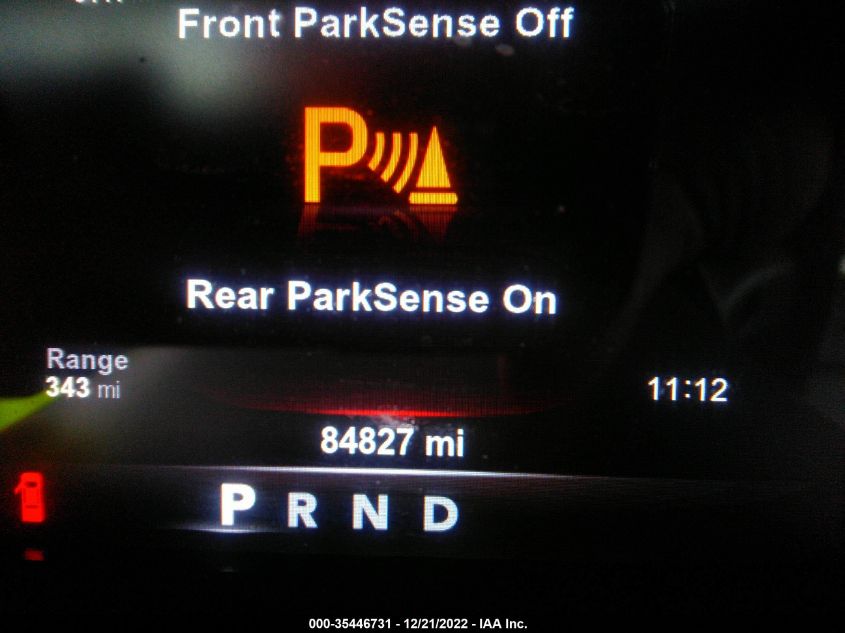 Front ParkSense Off
P
Rear ParkSense On
Range
343 mi
11:12
84827 mi
P R N D
000-35446731 - 12/21/2022 - IAA Inc.